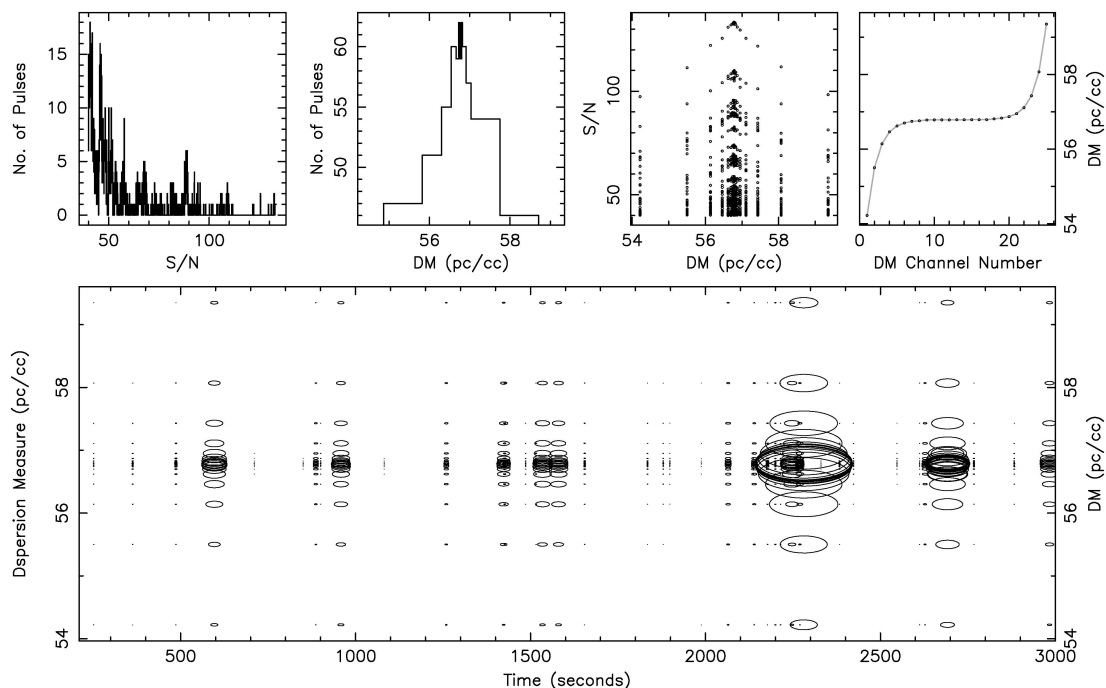 No. of Pulses
0 5 10 15
50 100
S/N
No. of Pulses
50 55 60
56 58
DM (pc/cc)
S/N
50 100
54 56 58
DM (pc/cc)
0 10 20
DM Channel Number
54 56 58
DM (pc/cc)
Dspersion Measure (pc/cc)
54 56 58
500 1000 1500 2000 2500 3000
Time (seconds)
54 56 58
DM (pc/cc)